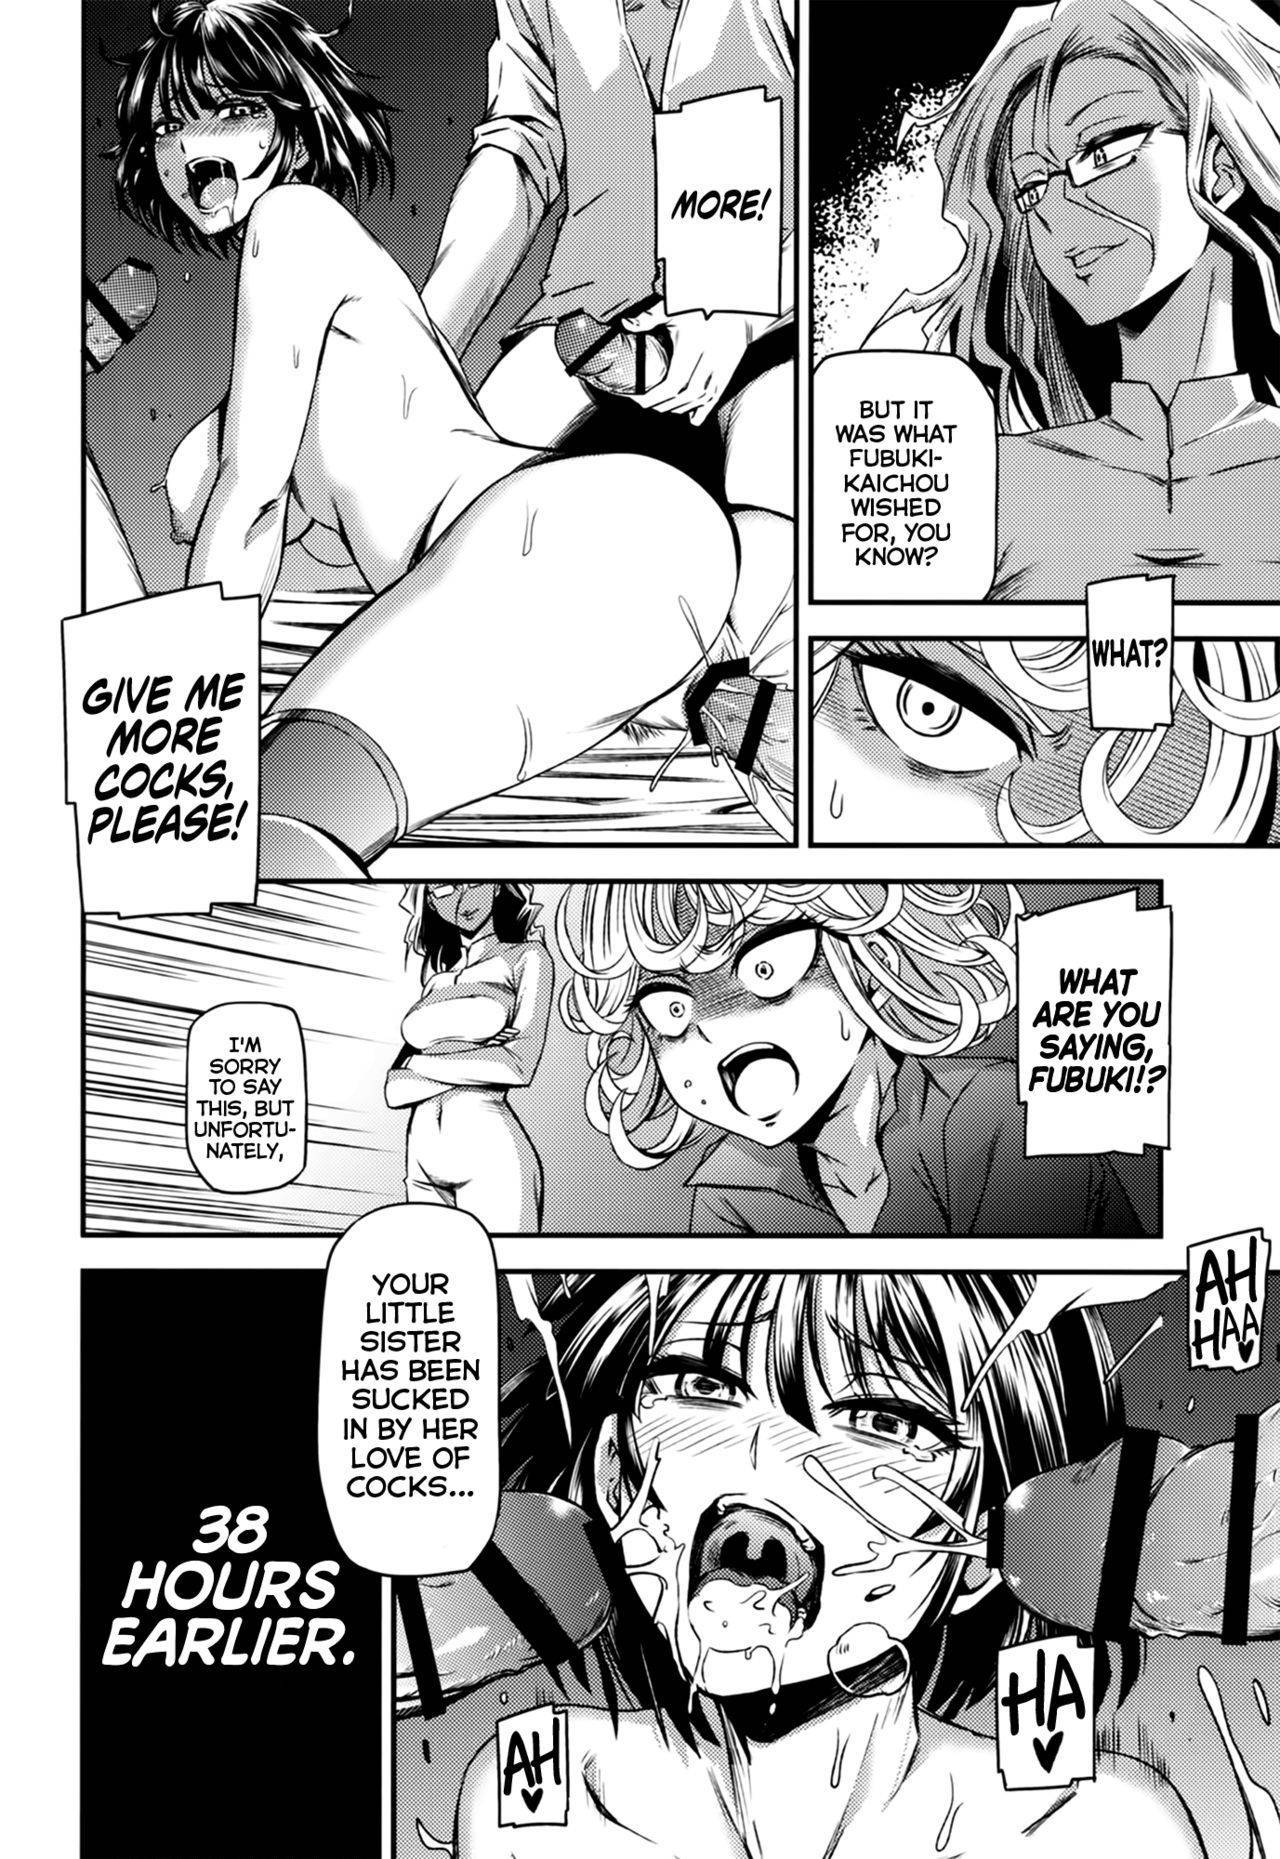 BUT IT
WAS WHAT
FUBUKI-
KAICHOU
WISHED
FOR, YOU
KNOW?
MORE!
GIVE ME
MORE
COCKS,
PLEASE!
WHAT?
WHAT
ARE YOU
SAYING,
FUBUKI!?
I'M
SORRY
TO SAY
THIS, BUT
UNFORTU-
NATELY,
YOUR
LITTLE
SISTER
HAS BEEN
SUCKED
IN BY HER
LOVE OF
COCKS...
AH
HAA
HA
AH
38
HOURS
EARLIER.